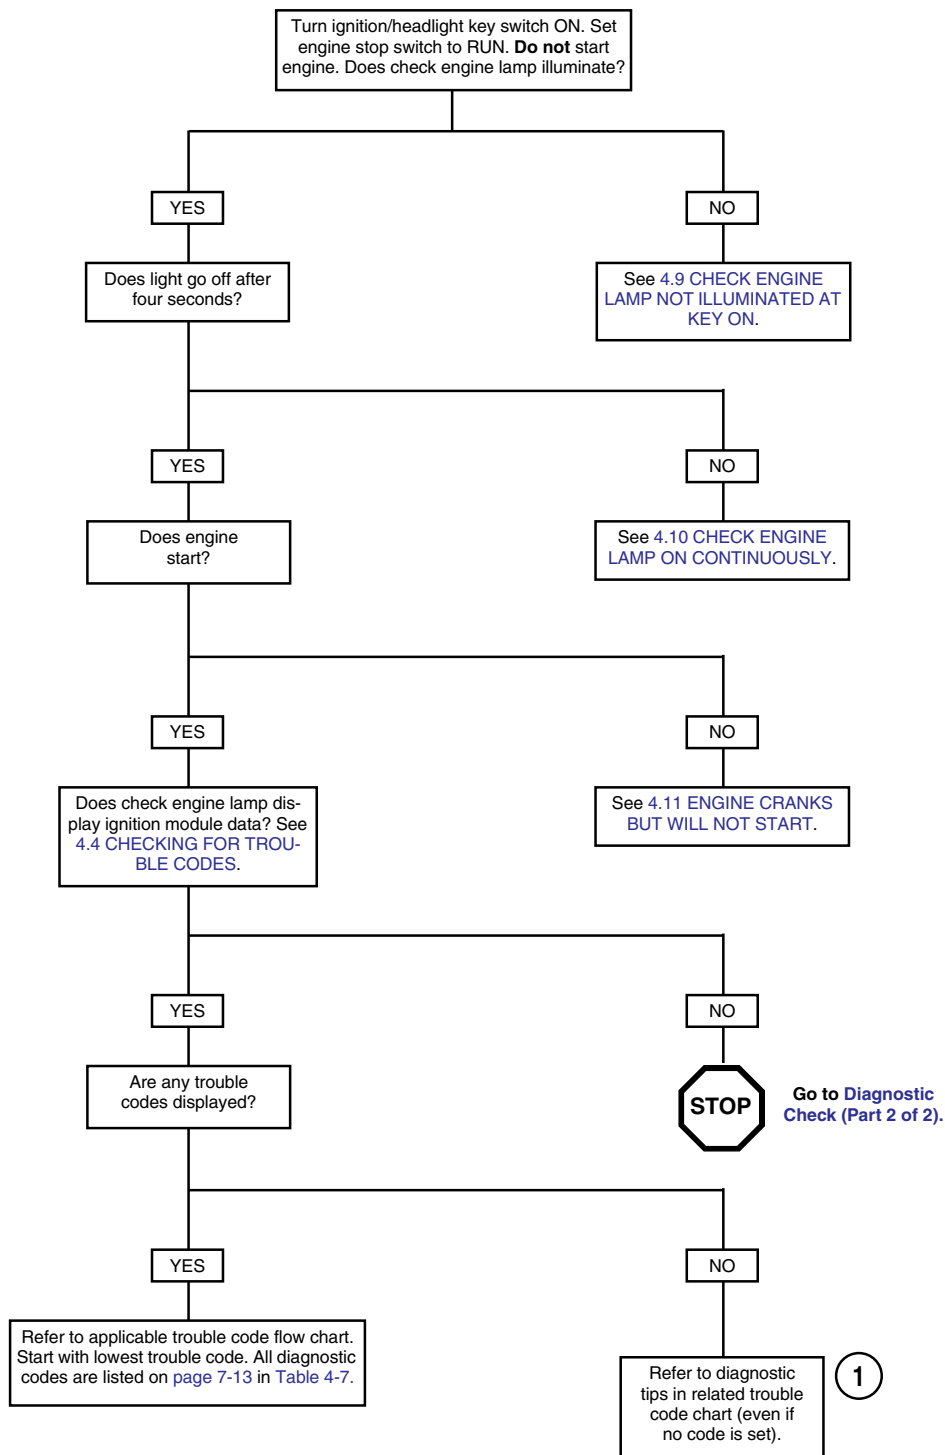 Turn ignition/headlight key switch ON. Set
engine stop switch to RUN. Do not start
engine. Does check engine lamp illuminate?
YES
NO
Does light go off after
four seconds?
See 4.9 CHECK ENGINE
LAMP NOT ILLUMINATED AT
KEY ON.
YES
NO
Does engine
start?
See 4.10 CHECK ENGINE
LAMP ON CONTINUOUSLY.
YES
NO
Does check engine lamp dis-
play ignition module data? See
4.4 CHECKING FOR TROU-
BLE CODES.
See 4.11 ENGINE CRANKS
BUT WILL NOT START.
YES
NO
Are any trouble
codes displayed?
STOP
Go to Diagnostic
Check (Part 2 of 2).
YES
NO
Refer to applicable trouble code flow chart.
Start with lowest trouble code. All diagnostic
codes are listed on page 7-13 in Table 4-7.
Refer to diagnostic
tips in related trouble
code chart (even if
no code is set).
1